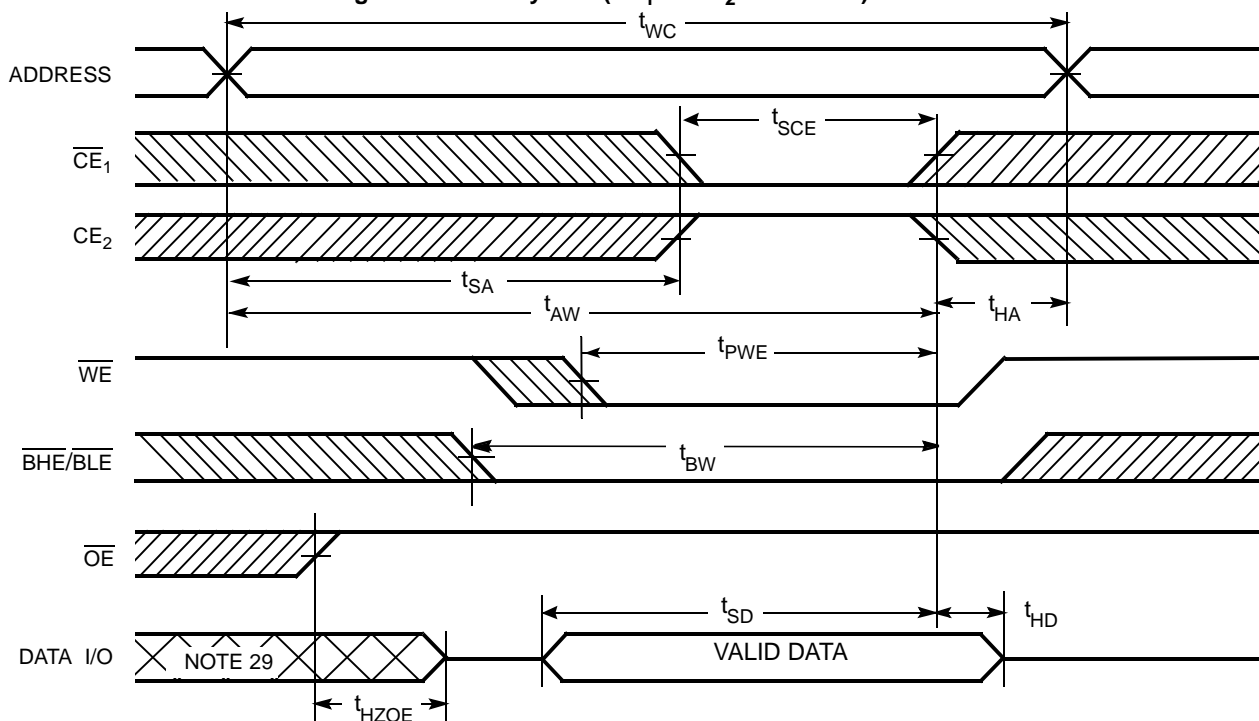 tWC
ADDRESS
tSCE
CE1
CE2
tSA
tAW
tHA
tPWE
WE
BHE/BLE
tBW
OE
tSD
tHD
DATA I/O
NOTE 29
VALID DATA
tHZOE